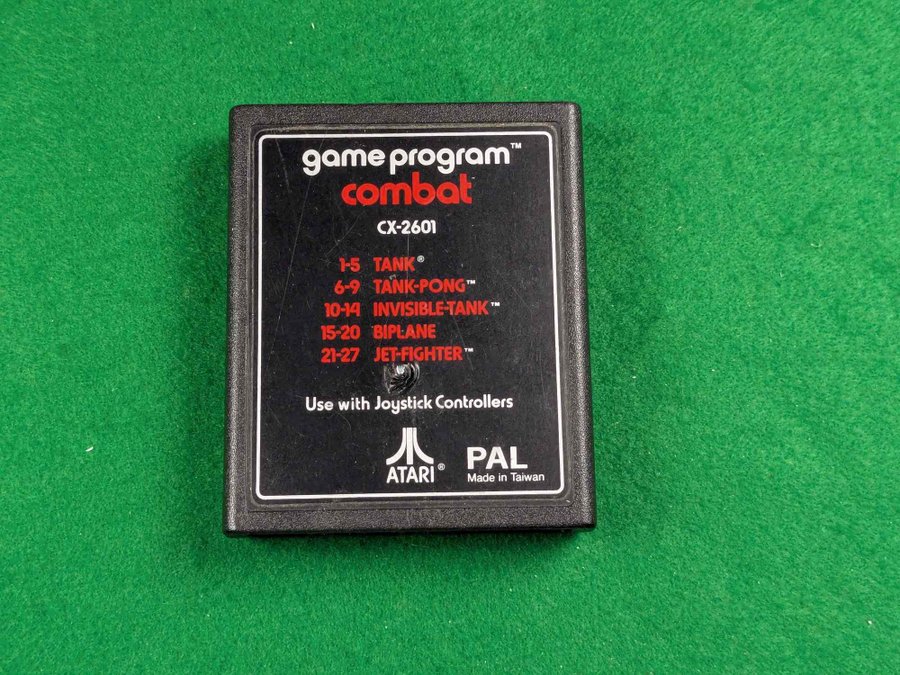 game program™
combat
CX-2601
1-5 TANK®
6-9 TANK-PONG™
10-14 INVISIBLE-TANK™
15-20 BIPLANE
21-27 JET-FIGHTER™
Use with Joystick Controllers
ATARI® PAL
Made in Taiwan